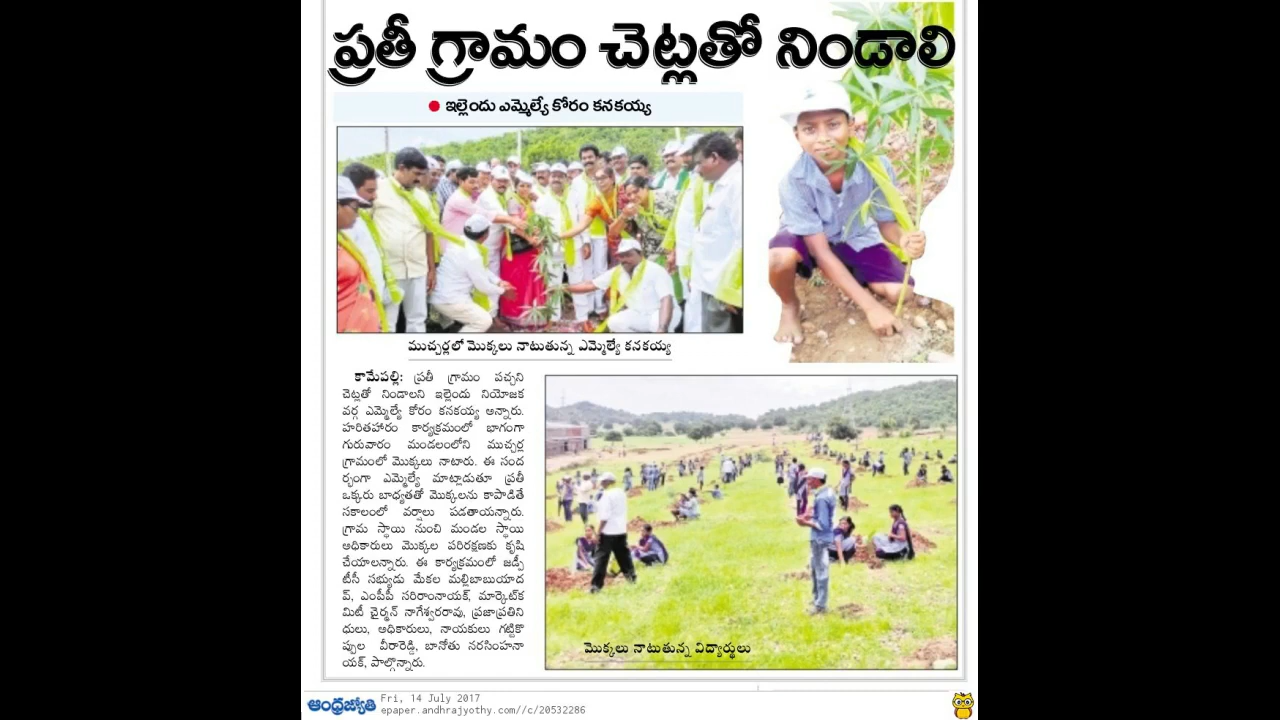 ప్రతీ గ్రామం చెట్లతో నిండాలి
● ఇల్లెందు ఎమ్మెల్యే కోరం కనకయ్య
ముచ్చర్లలో మొక్కలు నాటుతున్న ఎమ్మెల్యే కనకయ్య
కామేపల్లి: ప్రతీ గ్రామం పచ్చని
చెట్లతో నిండాలని ఇల్లెందు నియోజక
వర్గ ఎమ్మెల్యే కోరం కనకయ్య అన్నారు.
హరితహారం కార్యక్రమంలో భాగంగా
గురువారం మండలంలోని ముచ్చర్ల
గ్రామంలో మొక్కలు నాటారు. ఈ సంద
ర్భంగా ఎమ్మెల్యే మాట్లాడుతూ ప్రతీ
ఒక్కరు బాధ్యతతో మొక్కలను కాపాడితే
సకాలంలో వర్షాలు పడతాయన్నారు.
గ్రామ స్థాయి నుంచి మండల స్థాయి
అధికారులు మొక్కల పరిరక్షణకు కృషి
చేయాలన్నారు. ఈ కార్యక్రమంలో జడ్పీ
టీసీ సభ్యుడు మేకల మల్లిబాబుయాద
వ్, ఎంపీపీ సరిరాంనాయక్, మార్కెట్‌క
మిటీ చైర్మన్ నాగేశ్వరరావు, ప్రజాప్రతిని
ధులు, అధికారులు, నాయకులు గట్టికొ
ప్పుల వీరారెడ్డి, బానోతు నరసింహనా
యక్, పాల్గొన్నారు.
మొక్కలు నాటుతున్న విద్యార్థులు
ఆంధ్రజ్యోతి
Fri, 14 July 2017
epaper.andhrajyothy.com//c/20532286